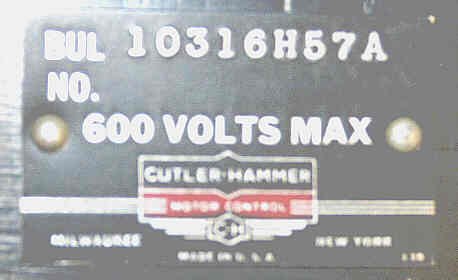 BUL 10316H57A
NO.
600 VOLTS MAX
CUTLER-HAMMER
MOTOR CONTROL
C-H
MILWAUKEE NEW YORK
MADE IN U.S.A.